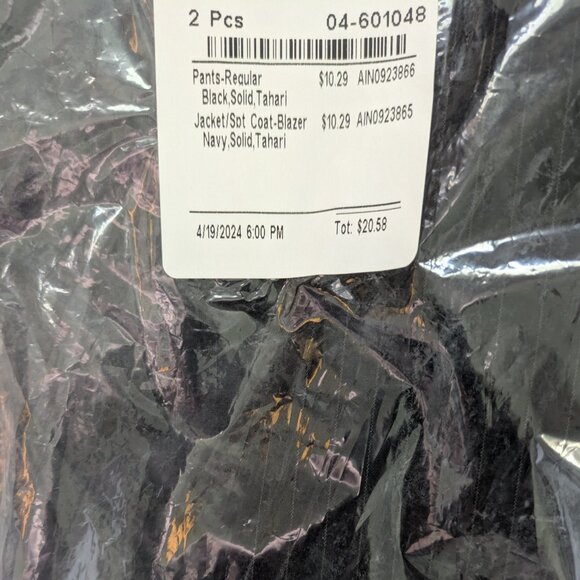 2 Pcs 04-601048
Pants-Regular $10.29 AIN0923866
Black,Solid,Tahari
Jacket/Spt Coat-Blazer $10.29 AIN0923865
Navy,Solid,Tahari
4/19/2024 6:00 PM Tot: $20.58